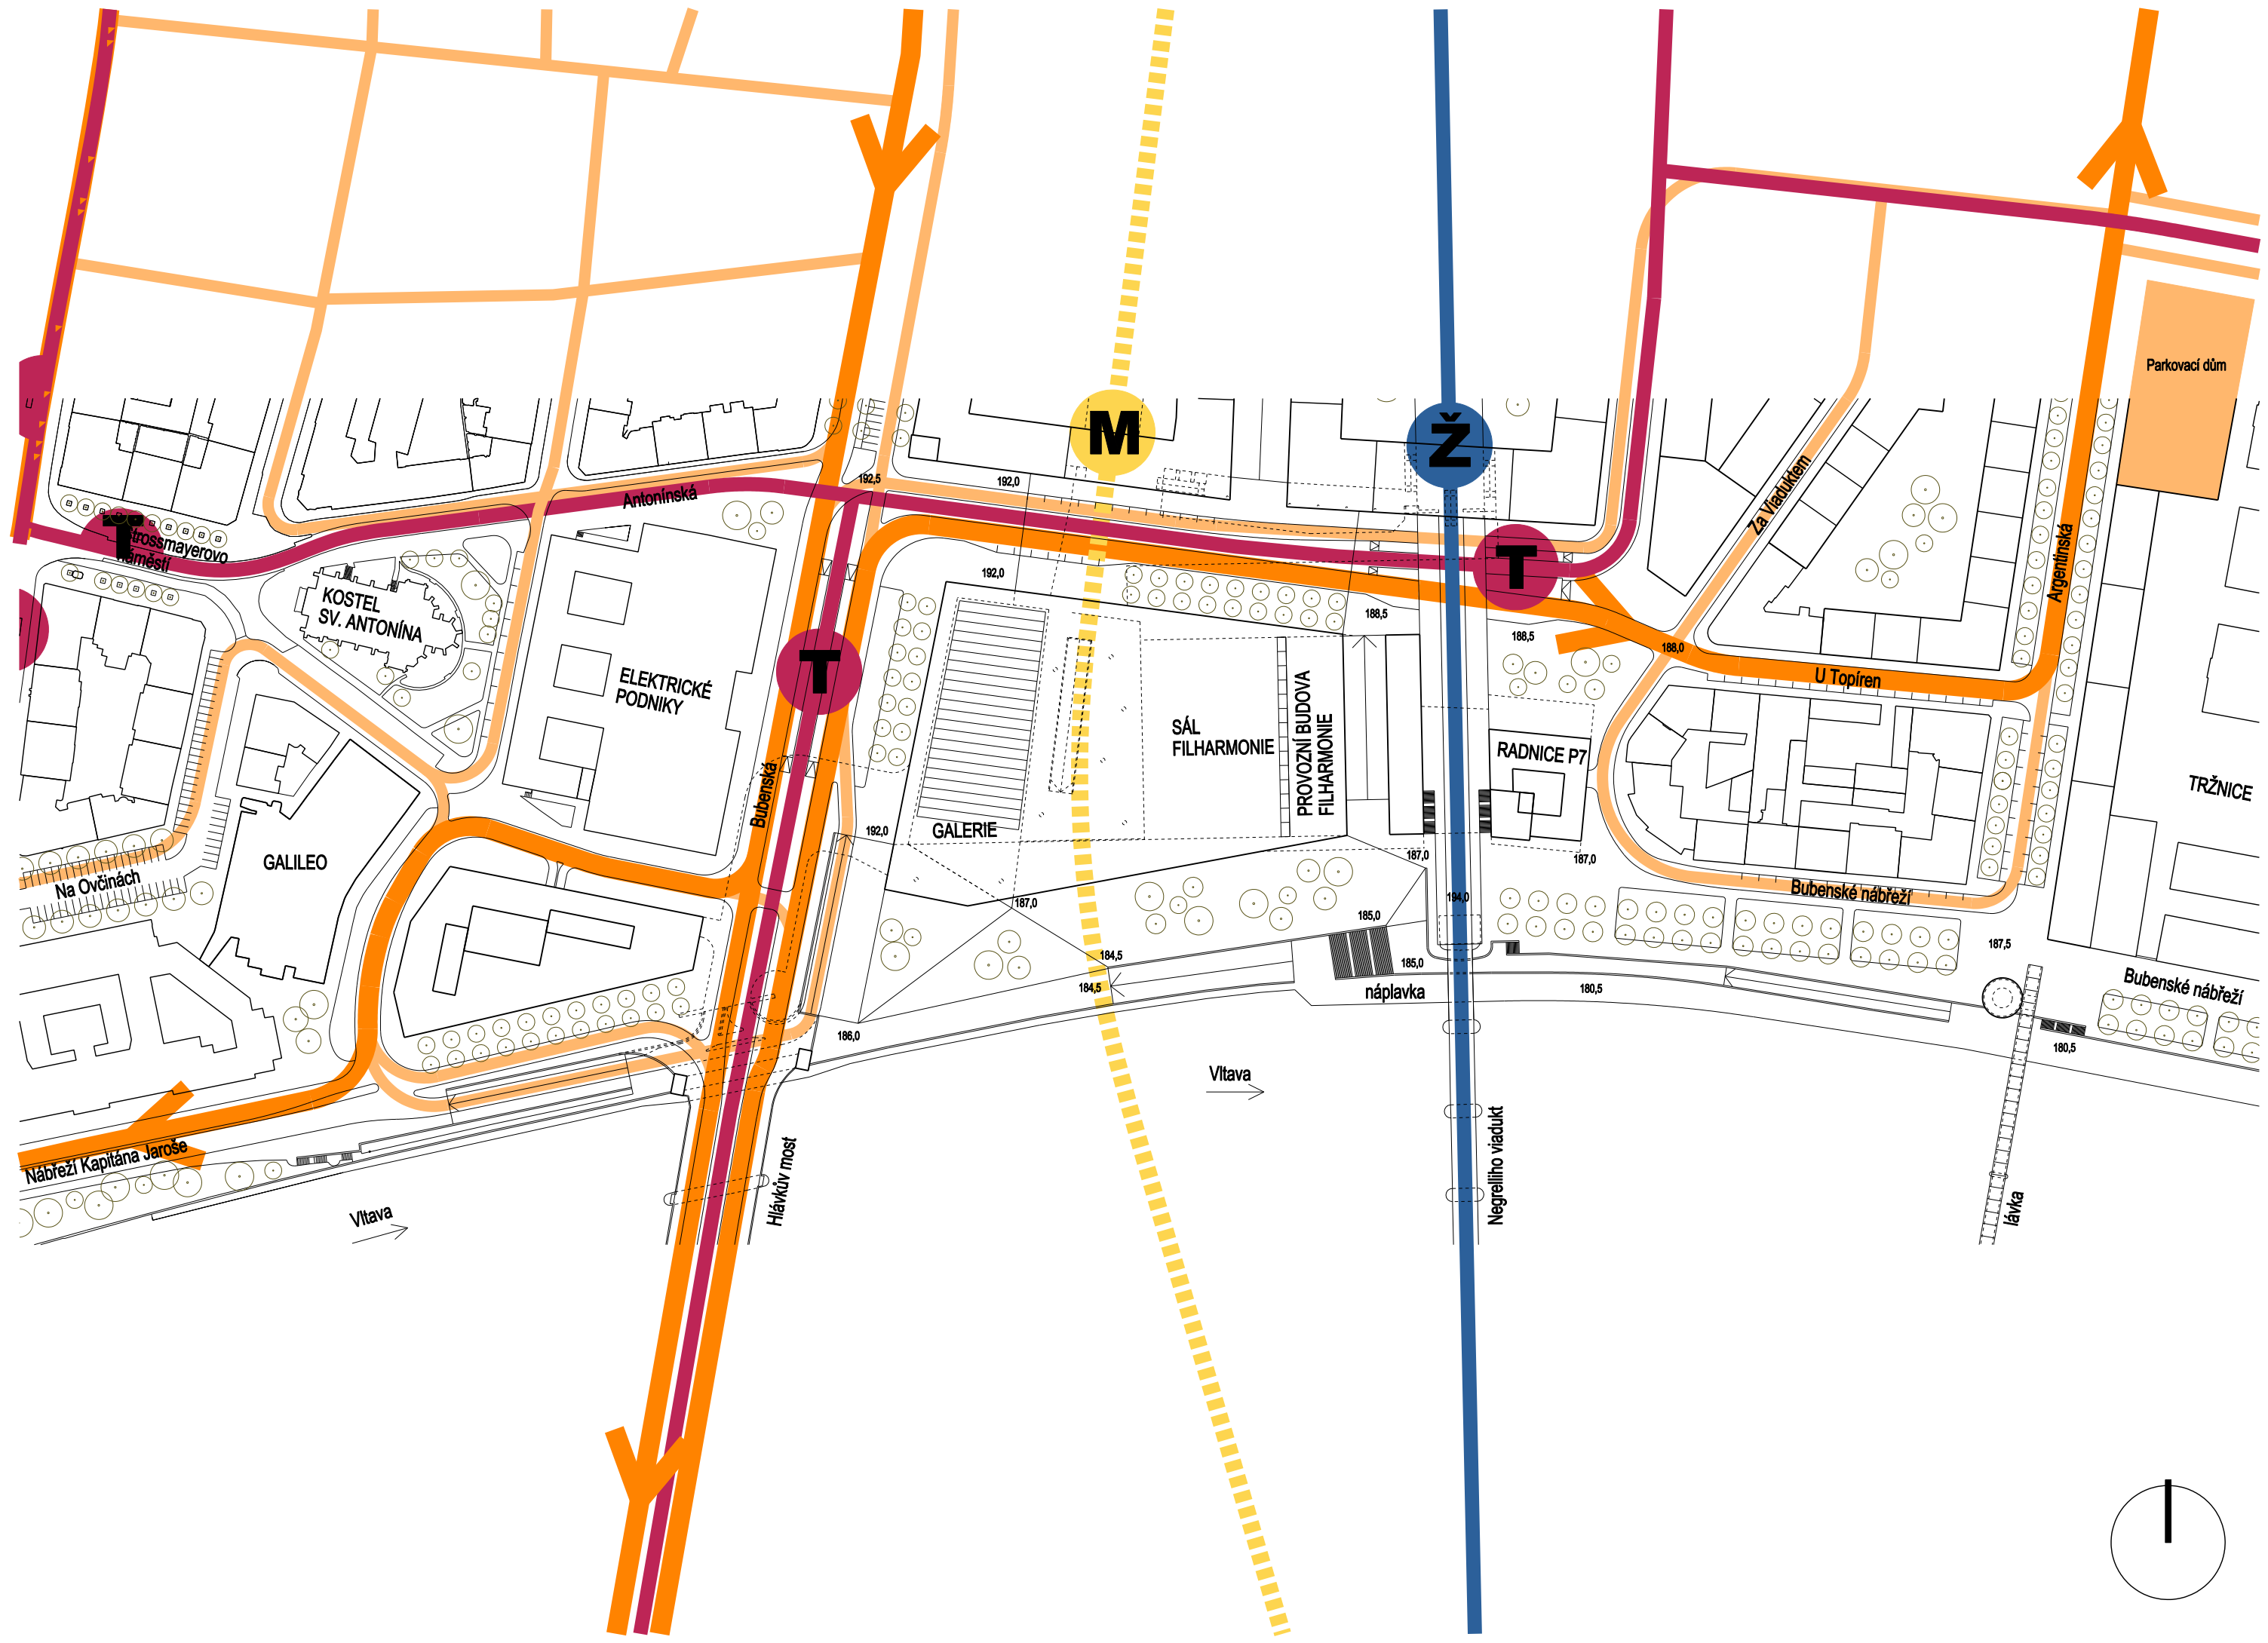 Parkovací dům
M
Ž
192,5
192,0
Antonínská
Za Viaduktem
T
Strossmayerovo
náměstí
Argentinská
T
192,0
KOSTEL
SV. ANTONÍNA
188,5
188,5
188,0
T
U Topíren
ELEKTRICKÉ
PODNIKY
SÁL
FILHARMONIE
PROVOZNÍ BUDOVA
FILHARMONIE
RADNICE P7
TRŽNICE
Bubenská
192,0
GALERIE
GALILEO
187,0
187,0
Na Ovčinách
Bubenské nábřeží
194,0
187,0
185,0
187,5
184,5
185,0
184,5
náplavka
180,5
Bubenské nábřeží
186,0
180,5
Vltava
Nábřeží Kapitána Jaroše
Hlávkův most
Negrelliho viadukt
lávka
Vltava